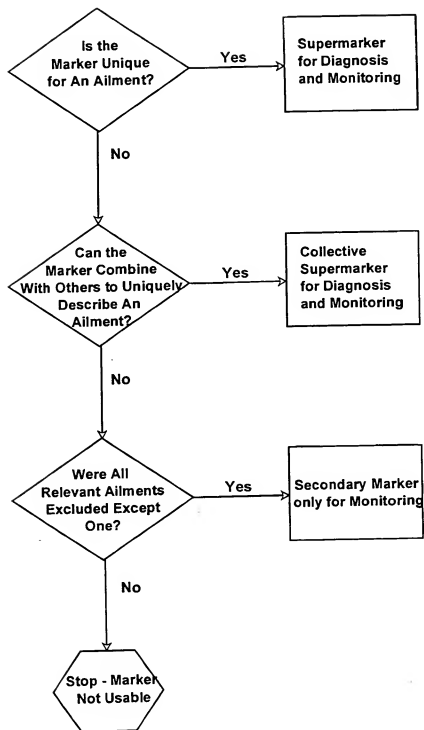 Is the
Marker Unique
for An Ailment?
Yes
Supermarker
for Diagnosis
and Monitoring
No
Can the
Marker Combine
With Others to Uniquely
Describe An
Ailment?
Yes
Collective
Supermarker
for Diagnosis
and Monitoring
No
Were All
Relevant Ailments
Excluded Except
One?
Yes
Secondary Marker
only for Monitoring
No
Stop - Marker
Not Usable